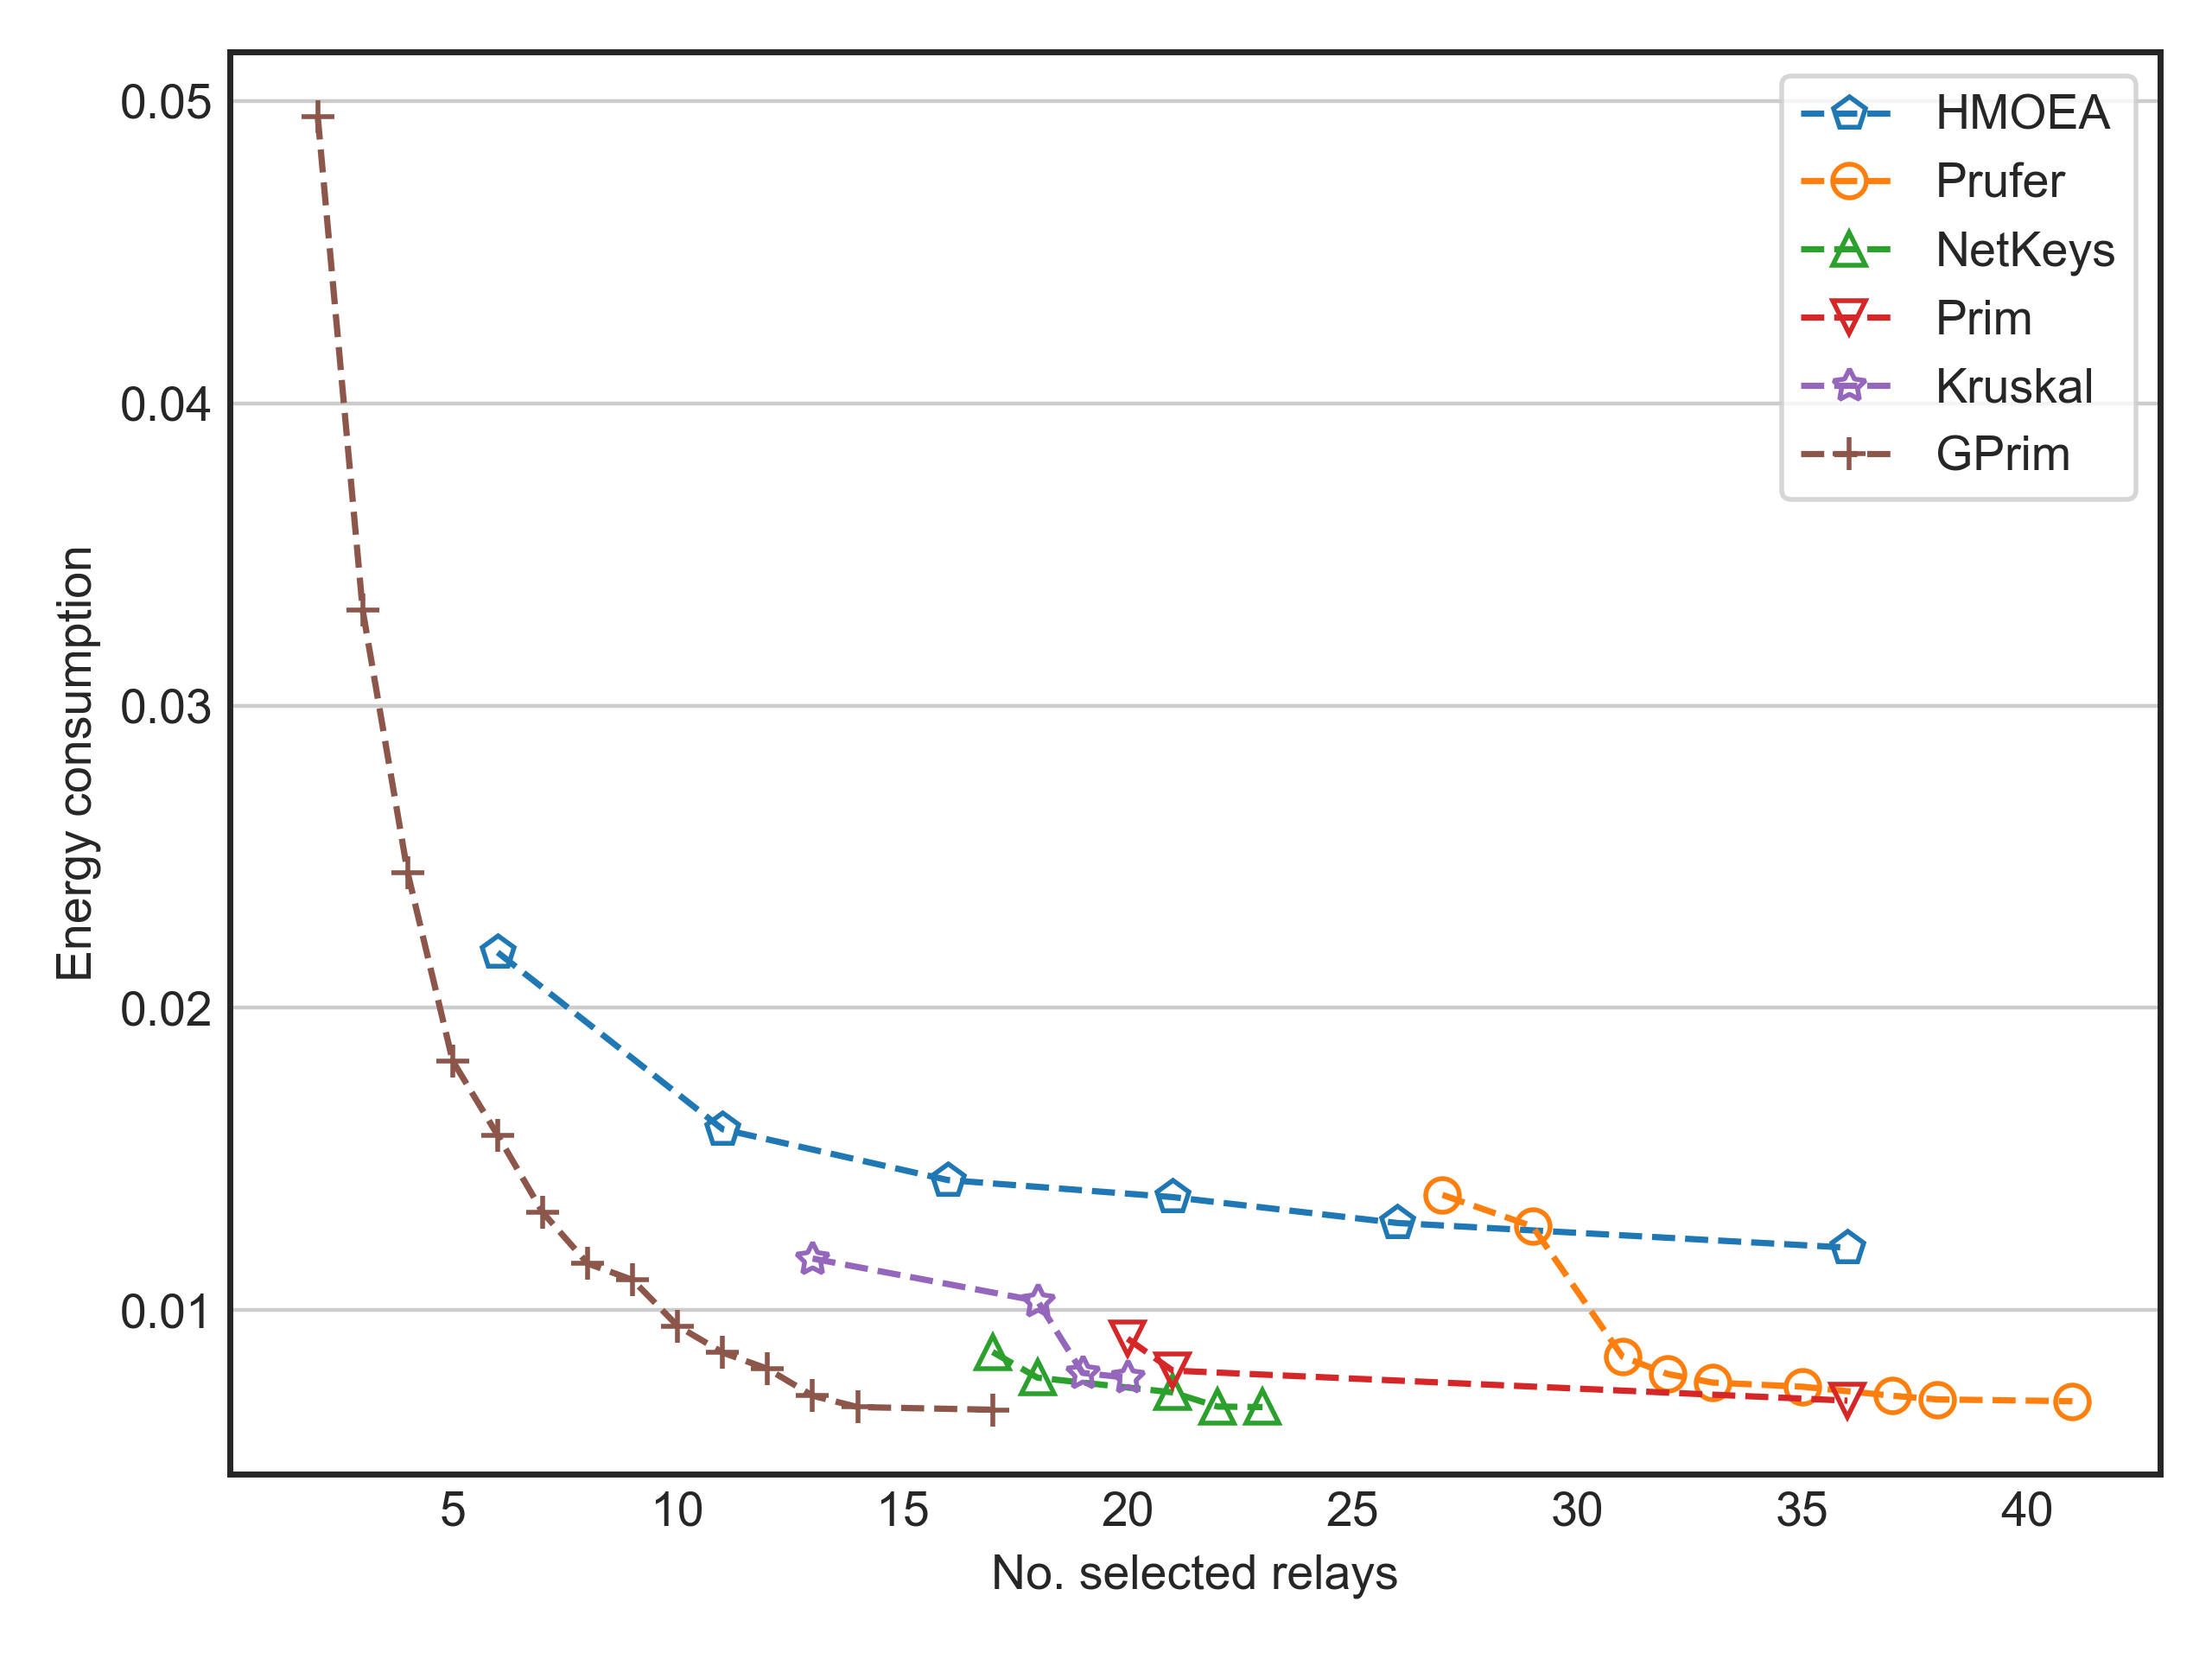 0.05
0.04
0.03
0.02
0.01
Energy consumption
5 10 15 20 25 30 35 40
No. selected relays
HMOEA
Prufer
NetKeys
Prim
Kruskal
GPrim